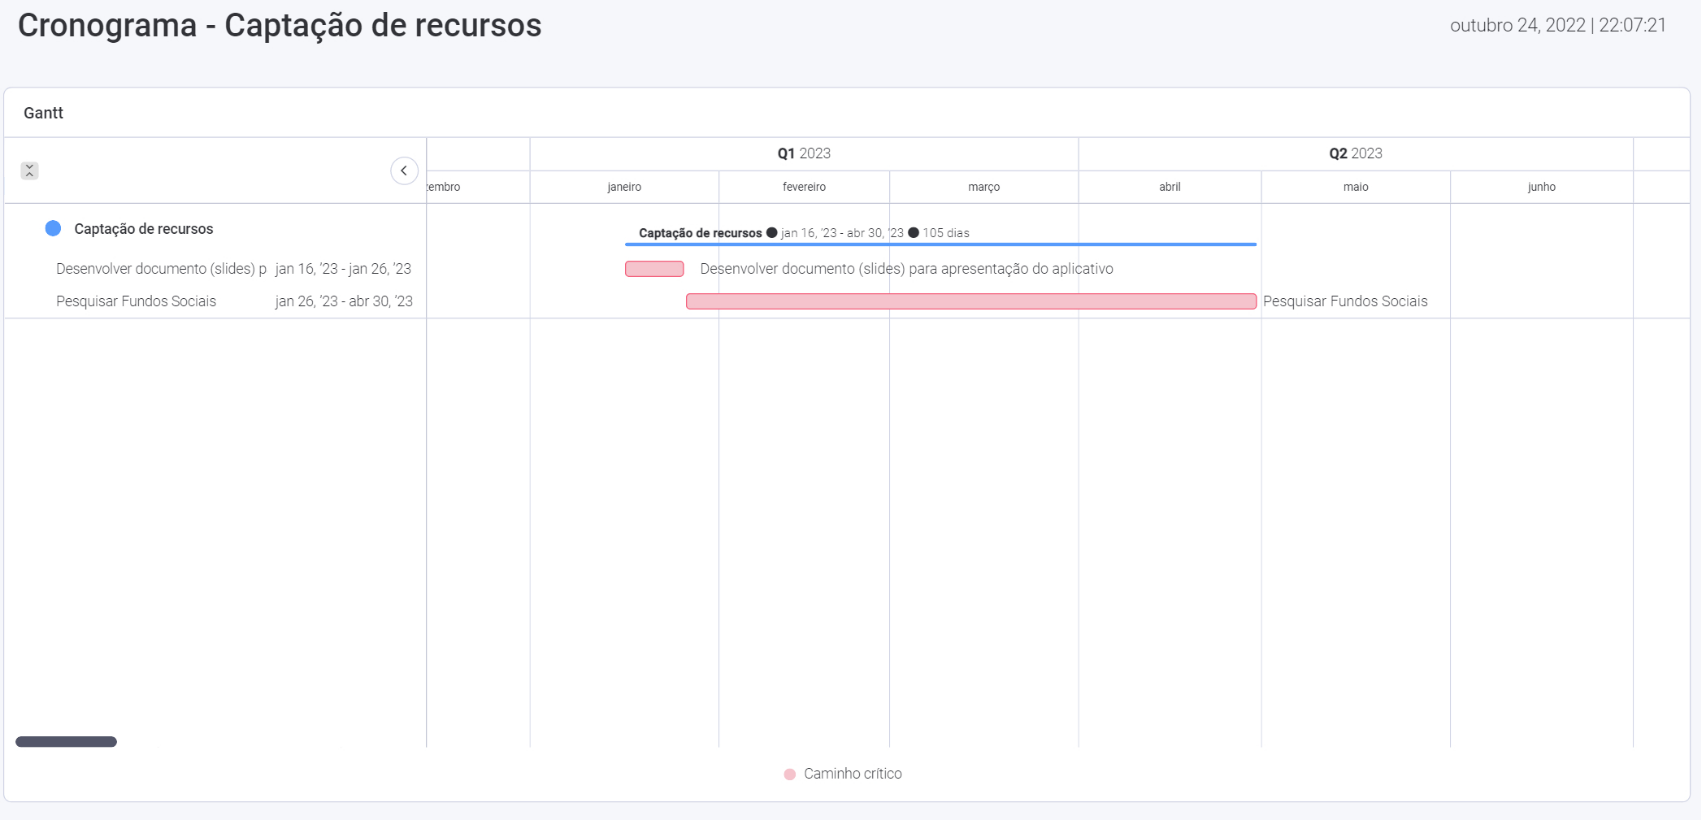 Cronograma - Captação de recursos
outubro 24, 2022 | 22:07:21
Gantt
Q1 2023
Q2 2023
embro
janeiro
fevereiro
março
abril
maio
junho
Captação de recursos
Captação de recursos ● jan 16, '23 - abr 30, '23 ● 105 dias
Desenvolver documento (slides) p jan 16, '23 - jan 26, '23
Desenvolver documento (slides) para apresentação do aplicativo
Pesquisar Fundos Sociais jan 26, '23 - abr 30, '23
Pesquisar Fundos Sociais
Caminho crítico